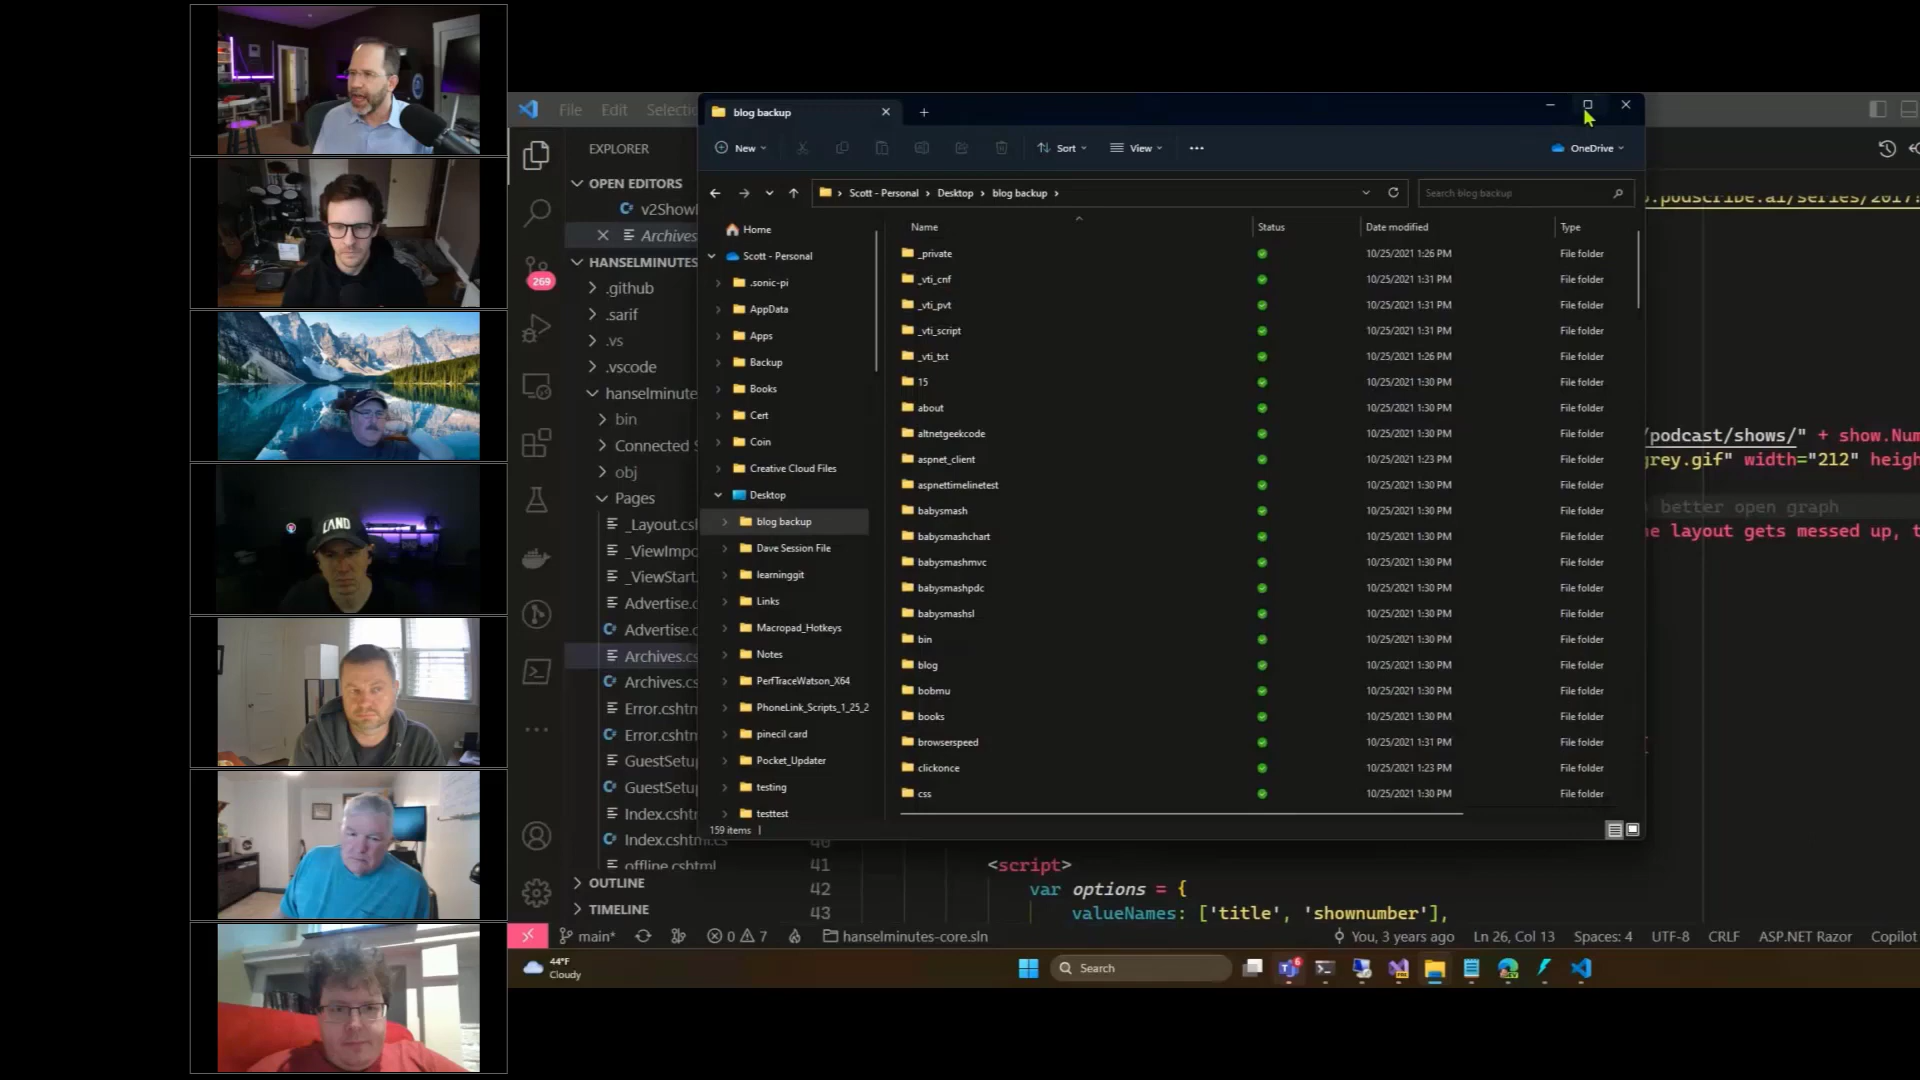 LAND
File Edit
blog backup
New Sort View OneDrive
Scott - Personal Desktop blog backup
Search blog backup
Name Status Date modified Type
Home
Scott - Personal
.sonic-pi
AppData
Apps
Backup
Books
Cert
Coin
Creative Cloud Files
Desktop
blog backup
Dave Session File
learninggit
Links
Macropad_Hotkeys
Notes
PerfTraceWatson_X64
PhoneLink_Scripts_1_25_2
pinecil card
Pocket_Updater
testing
testtest
_private 10/25/2021 1:26 PM File folder
_vti_cnf 10/25/2021 1:31 PM File folder
_vti_pvt 10/25/2021 1:31 PM File folder
_vti_script 10/25/2021 1:31 PM File folder
_vti_txt 10/25/2021 1:26 PM File folder
15 10/25/2021 1:30 PM File folder
about 10/25/2021 1:30 PM File folder
altnetgeekcode 10/25/2021 1:30 PM File folder
aspnet_client 10/25/2021 1:23 PM File folder
aspnettimelinetest 10/25/2021 1:30 PM File folder
babysmash 10/25/2021 1:30 PM File folder
babysmashchart 10/25/2021 1:30 PM File folder
babysmashmvc 10/25/2021 1:30 PM File folder
babysmashpdc 10/25/2021 1:30 PM File folder
babysmashsl 10/25/2021 1:30 PM File folder
bin 10/25/2021 1:30 PM File folder
blog 10/25/2021 1:30 PM File folder
bobmu 10/25/2021 1:30 PM File folder
books 10/25/2021 1:30 PM File folder
browserspeed 10/25/2021 1:31 PM File folder
clickonce 10/25/2021 1:23 PM File folder
css 10/25/2021 1:30 PM File folder
159 items
EXPLORER
OPEN EDITORS
Archives
HANSELMINUTES
269
.github
.sarif
.vs
.vscode
hanselminute
bin
Connected
obj
Pages
_Layout.csl
_ViewImpo
_ViewStart.
Advertise.c
Advertise.c
Archives.cs
Archives.cs
Error.cshtm
Error.cshtm
GuestSetup
GuestSetup
Index.cshtm
Index.cshtml.cs
offline.cshtml
OUTLINE
TIMELINE
.podscribe.ai/series/2017
/podcast/shows/" + show.Num
grey.gif" width="212" heigh
better open graph
he layout gets messed up, t
40
41 <script>
42 var options = {
43 valueNames: ['title', 'shownumber'],
main* 0 7 hanselminutes-core.sln You, 3 years ago Ln 26, Col 13 Spaces: 4 UTF-8 CRLF ASP.NET Razor Copilot
44°F
Cloudy
Search
6